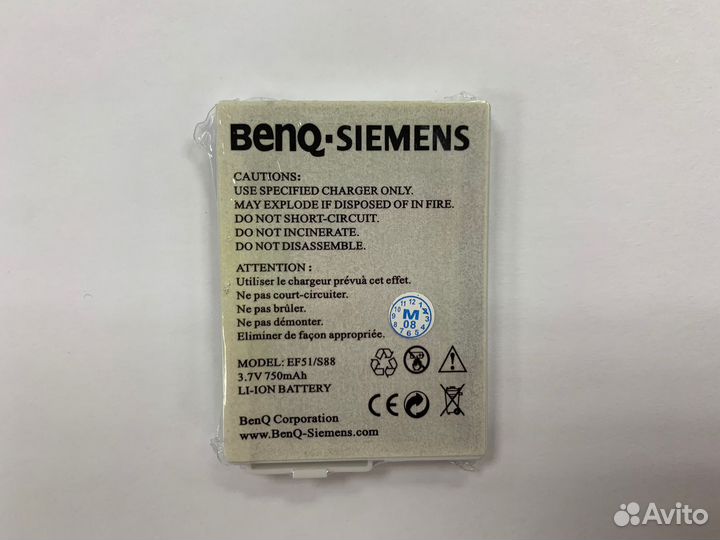 BenQ-SIEMENS
CAUTIONS:
USE SPECIFIED CHARGER ONLY.
MAY EXPLODE IF DISPOSED OF IN FIRE.
DO NOT SHORT-CIRCUIT.
DO NOT INCINERATE.
DO NOT DISASSEMBLE.
ATTENTION :
Utiliser le chargeur prévuà cet effet.
Ne pas court-circuiter.
Ne pas brûler.
Ne pas démonter.
Eliminer de façon appropriée.
M
08
MODEL: EF51/S88
3.7V 750mAh
LI-ION BATTERY
CE
BenQ Corporation
www.BenQ-Siemens.com
Avito